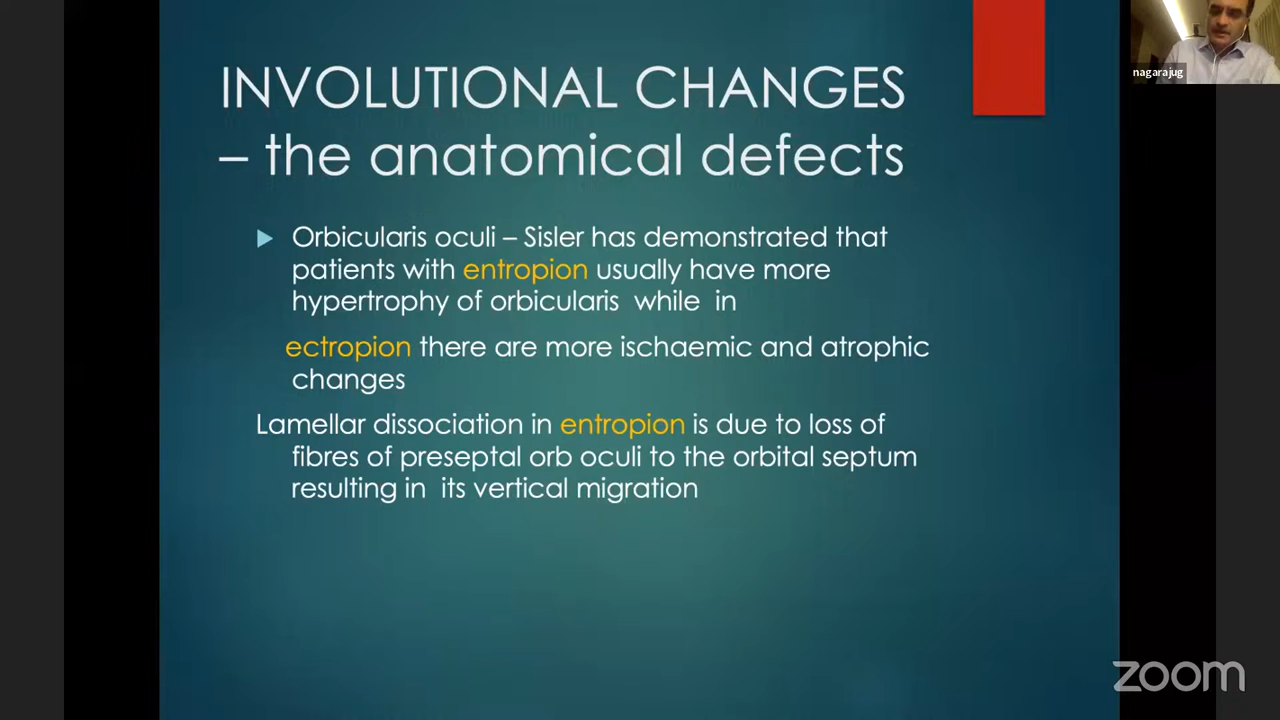 nagarajug
INVOLUTIONAL CHANGES
– the anatomical defects
Orbicularis oculi – Sisler has demonstrated that
patients with entropion usually have more
hypertrophy of orbicularis while in
ectropion there are more ischaemic and atrophic
changes
Lamellar dissociation in entropion is due to loss of
fibres of preseptal orb oculi to the orbital septum
resulting in its vertical migration
zoom